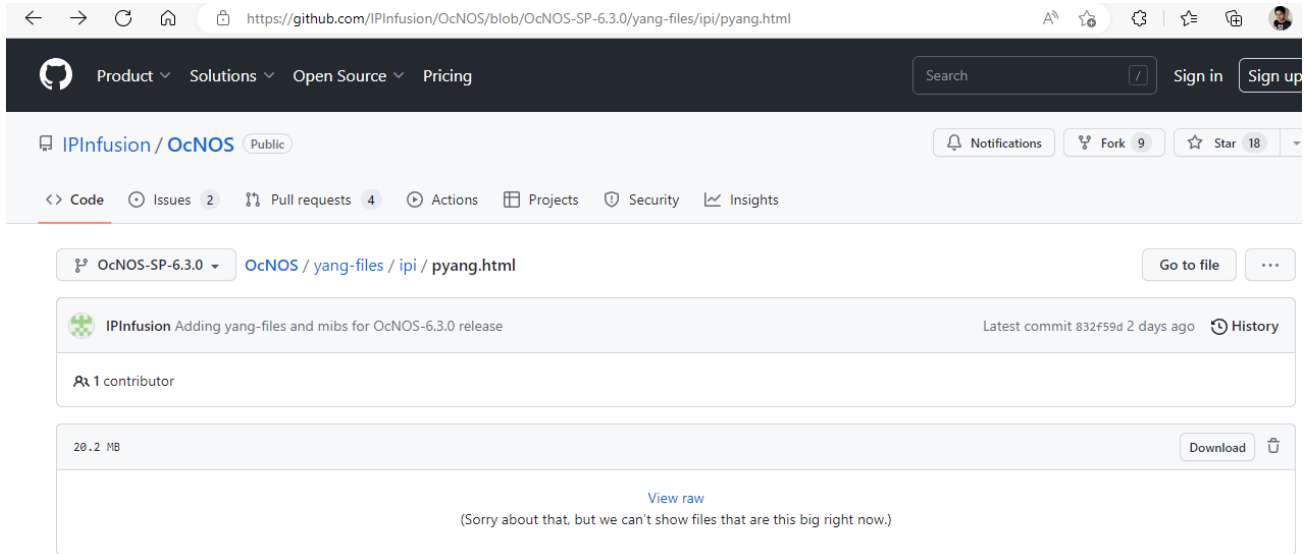 https://github.com/IPInfusion/OcNOS/blob/OcNOS-SP-6.3.0/yang-files/ipi/pyang.html
Product Solutions Open Source Pricing Search / Sign in Sign up
IPInfusion / OcNOS Public Notifications Fork 9 Star 18
<> Code Issues 2 Pull requests 4 Actions Projects Security Insights
OcNOS-SP-6.3.0 OcNOS / yang-files / ipi / pyang.html Go to file ...
IPInfusion Adding yang-files and mibs for OcNOS-6.3.0 release Latest commit 832f59d 2 days ago History
1 contributor
20.2 MB Download
View raw
(Sorry about that, but we can't show files that are this big right now.)